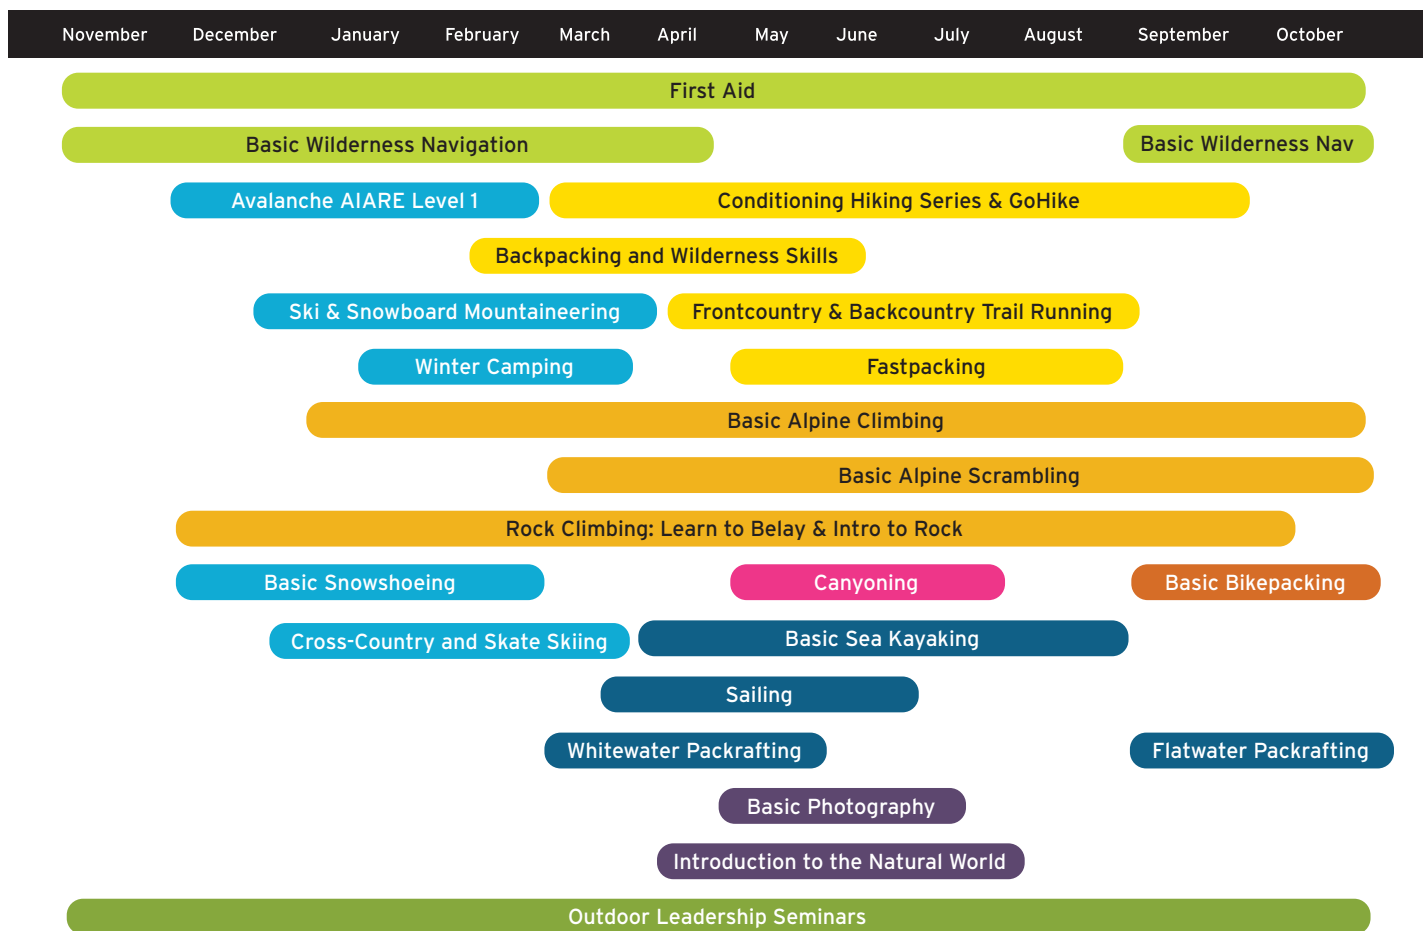 November December January February March April May June July August September October
First Aid
Basic Wilderness Navigation Basic Wilderness Nav
Avalanche AIARE Level 1 Conditioning Hiking Series & GoHike
Backpacking and Wilderness Skills
Ski & Snowboard Mountaineering Frontcountry & Backcountry Trail Running
Winter Camping Fastpacking
Basic Alpine Climbing
Basic Alpine Scrambling
Rock Climbing: Learn to Belay & Intro to Rock
Basic Snowshoeing Canyoning Basic Bikepacking
Cross-Country and Skate Skiing Basic Sea Kayaking
Sailing
Whitewater Packrafting Flatwater Packrafting
Basic Photography
Introduction to the Natural World
Outdoor Leadership Seminars